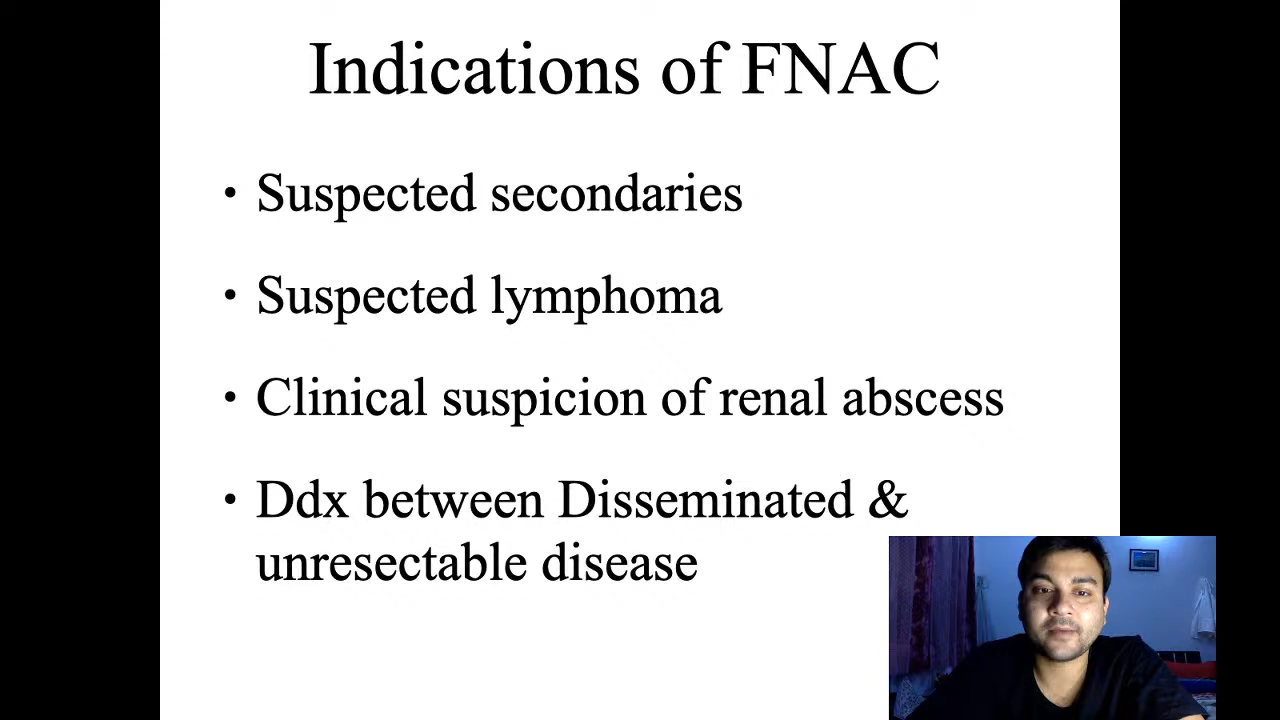 Indications of FNAC
• Suspected secondaries
• Suspected lymphoma
• Clinical suspicion of renal abscess
• Ddx between Disseminated &
unresectable disease